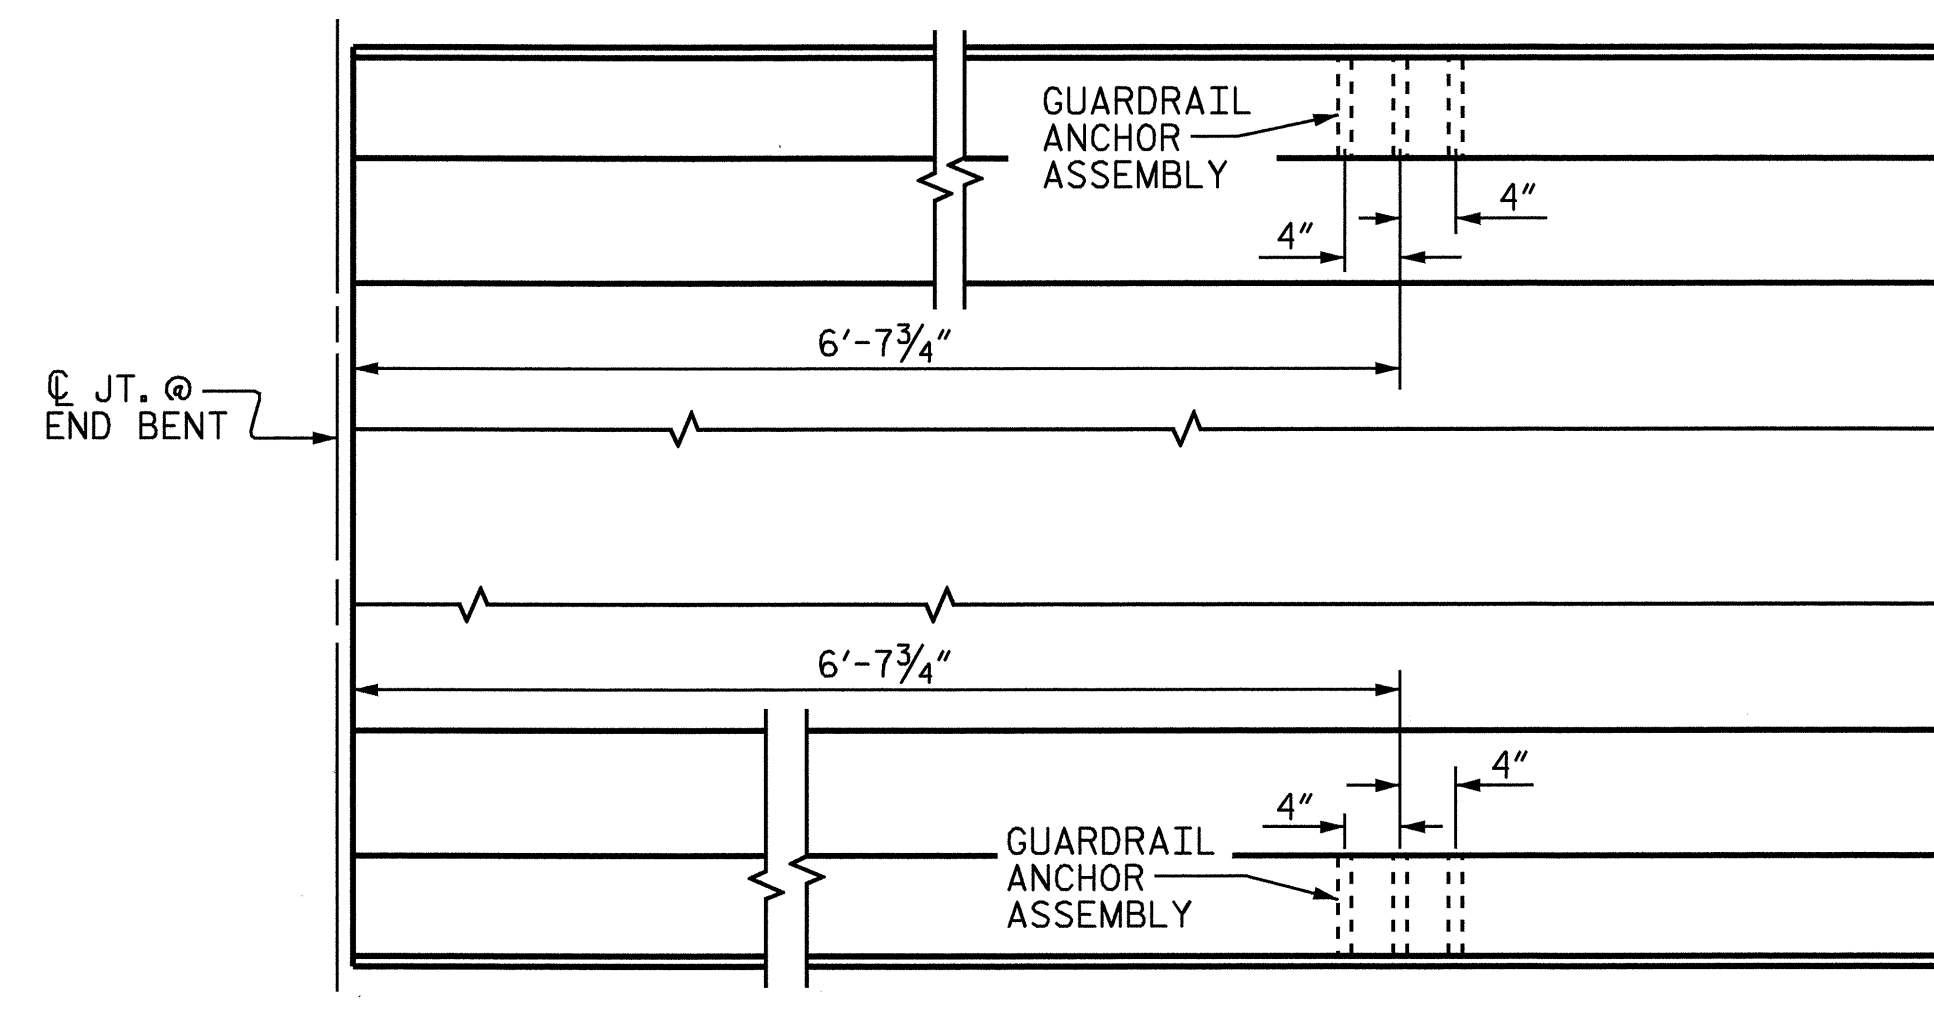 GUARDRAIL
ANCHOR
ASSEMBLY
4″
4″
6′-7¾″
℄ JT. @
END BENT
6′-7¾″
4″
4″
GUARDRAIL
ANCHOR
ASSEMBLY